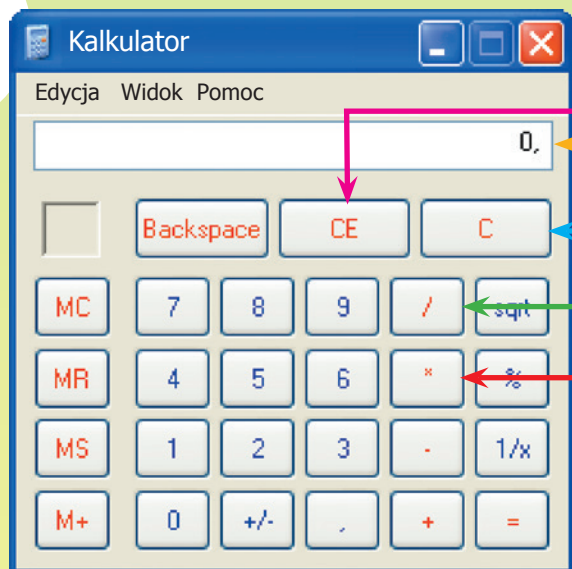 Kalkulator
Edycja Widok Pomoc
0,
Backspace CE C
MC 7 8 9 / sqrt
MR 4 5 6 * %
MS 1 2 3 - 1/x
M+ 0 +/- , + =